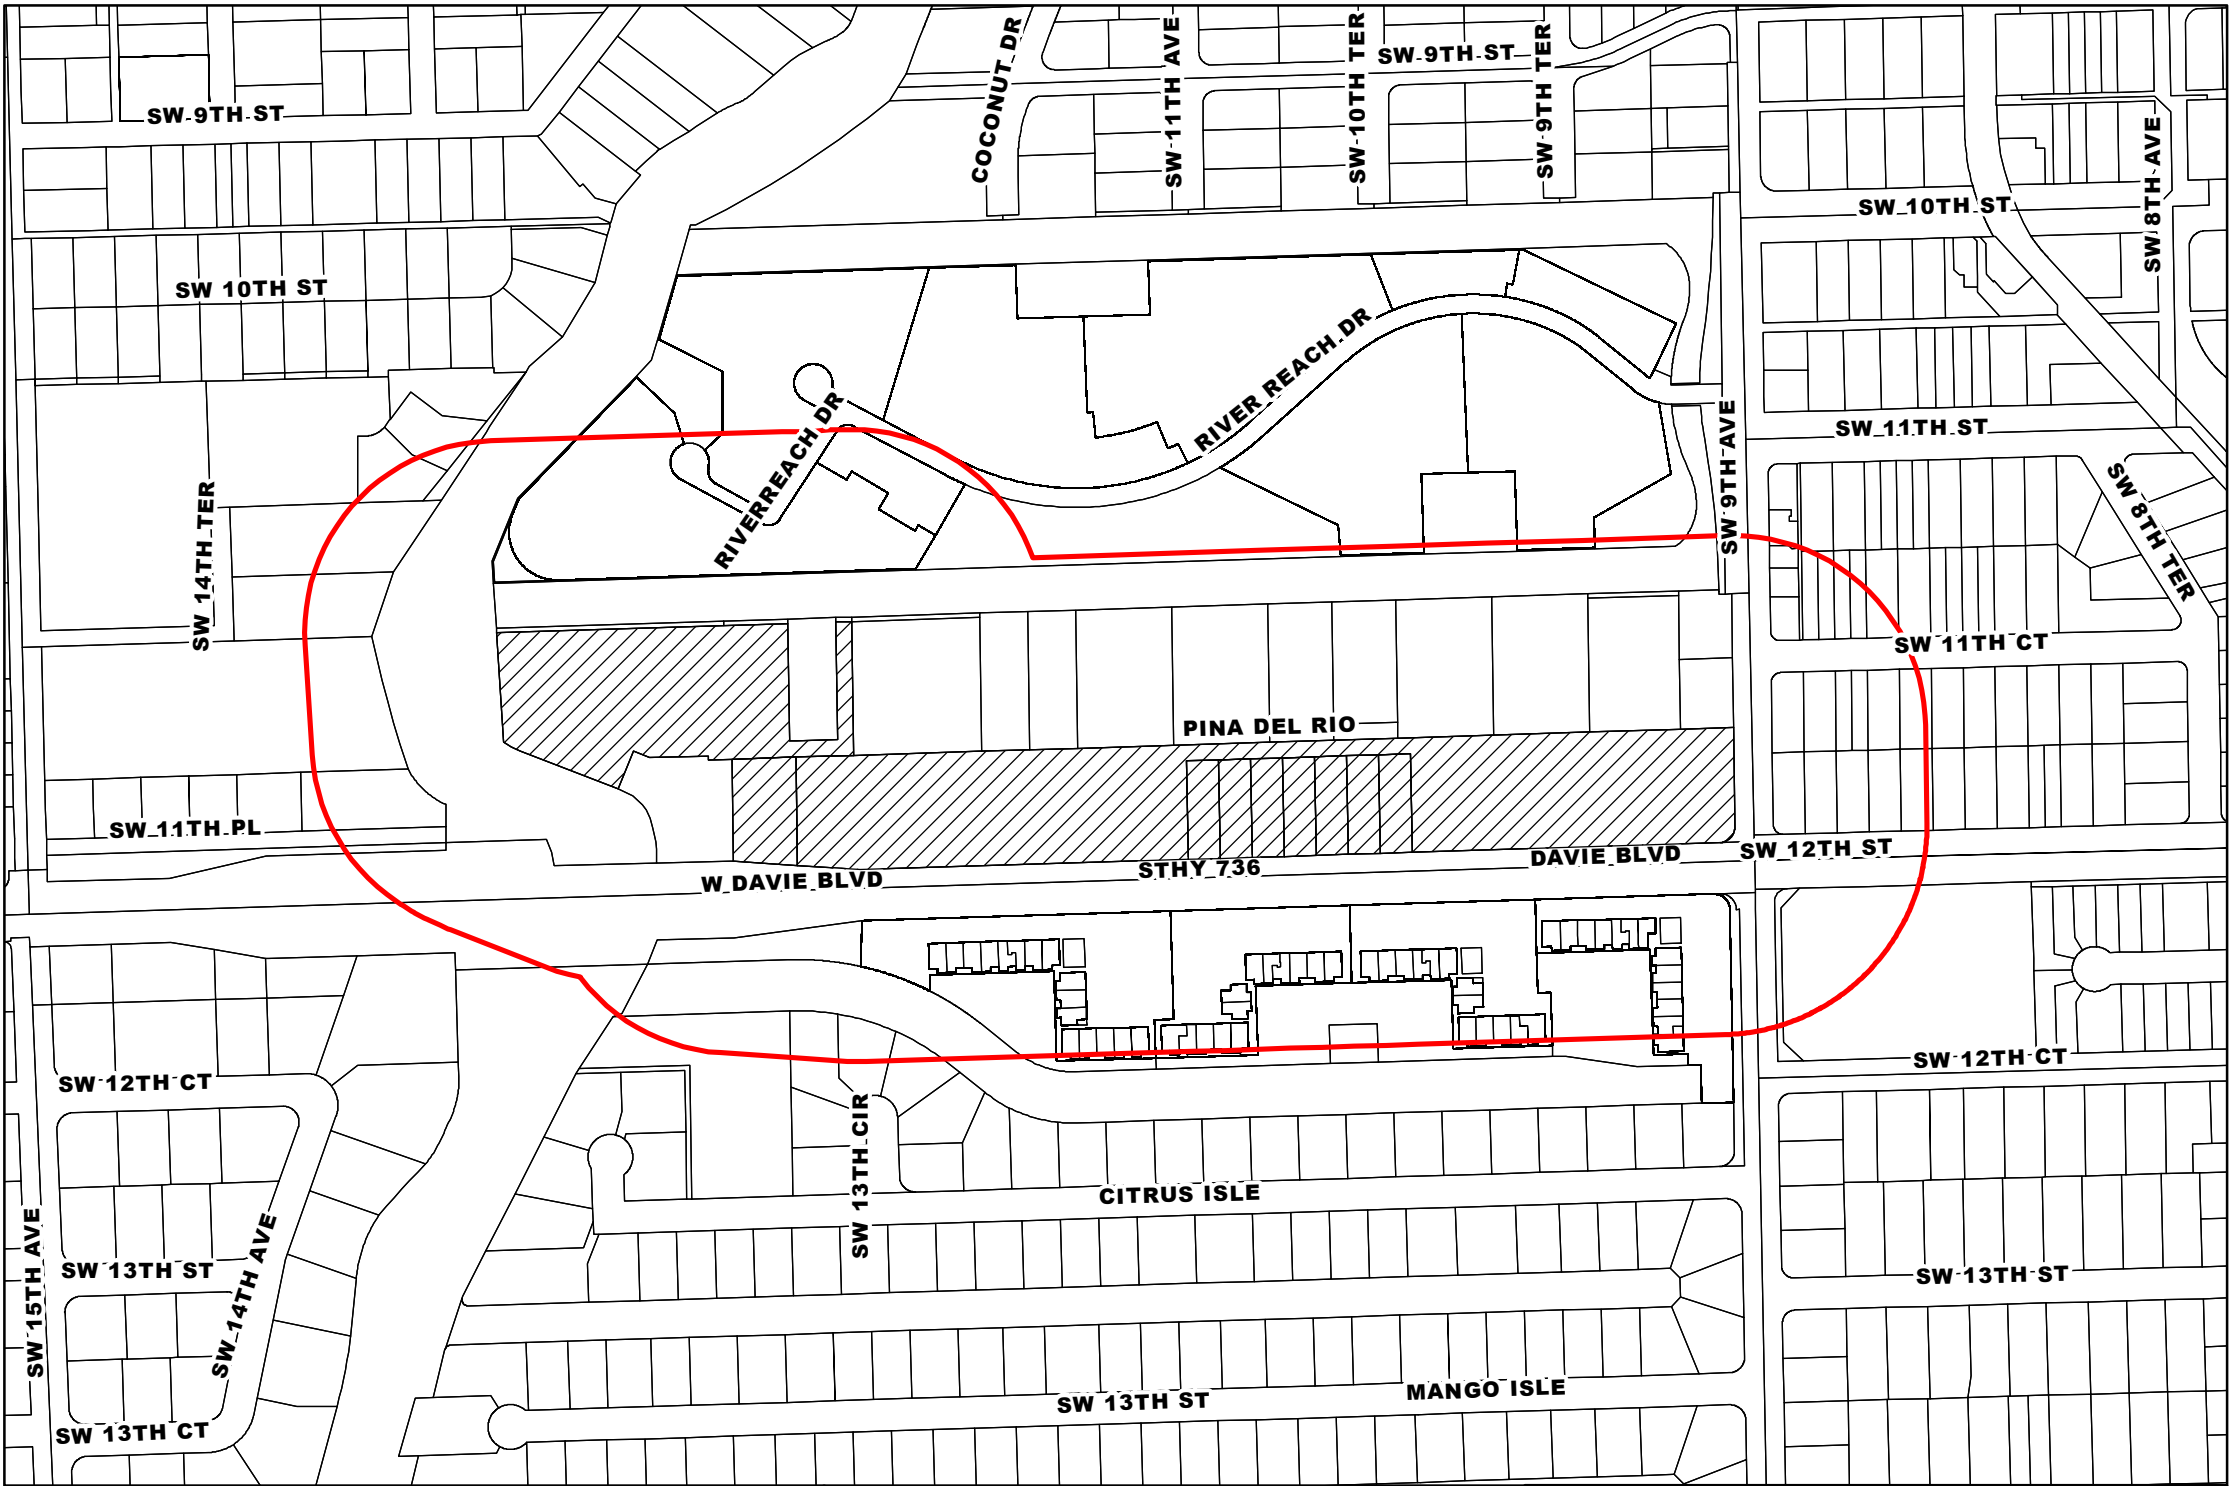 COCONUT DR
SW 11TH AVE
SW 10TH TER
SW 9TH ST
SW 9TH TER
SW 9TH ST
SW 8TH AVE
SW 10TH ST
SW 10TH ST
RIVER REACH DR
RIVERREACH DR
SW 9TH AVE
SW 11TH ST
SW 8TH TER
SW 14TH TER
SW 11TH CT
PINA DEL RIO
SW 11TH PL
W DAVIE BLVD
STHY 736
DAVIE BLVD
SW 12TH ST
SW 12TH CT
SW 12TH CT
SW 13TH CIR
CITRUS ISLE
SW 15TH AVE
SW 13TH ST
SW 14TH AVE
SW 13TH ST
SW 13TH CT
SW 13TH ST
MANGO ISLE